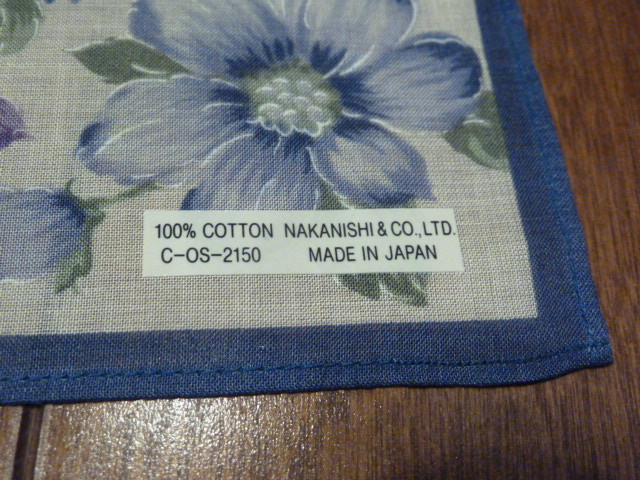 100% COTTON NAKANISHI & CO.,LTD.
C-OS-2150 MADE IN JAPAN